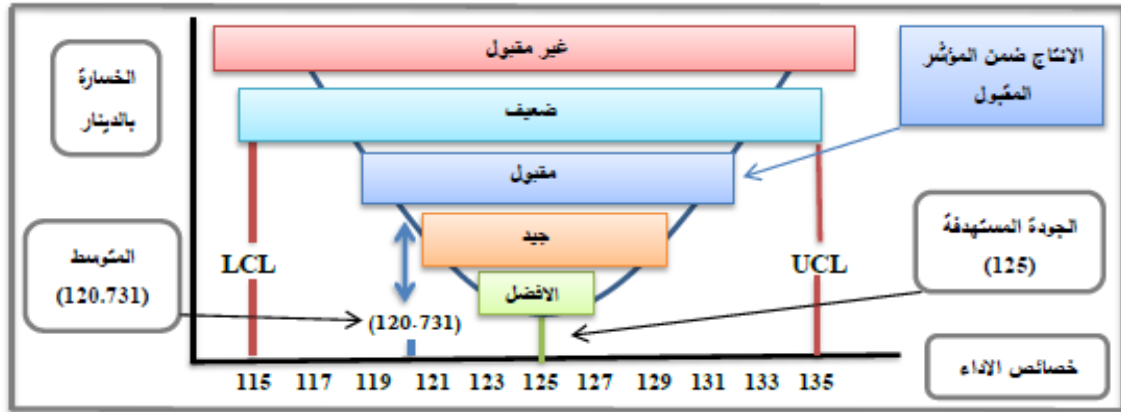 غير مقبول
الخسارة
بالدينار
الانتاج ضمن المؤشر
المقبول
ضعيف
مقبول
جيد
الافضل
المتوسط
(120.731)
LCL
UCL
الجودة المستهدفة
(125)
(120.731)
115 117 119 121 123 125 127 129 131 133 135
خصائص الاداء